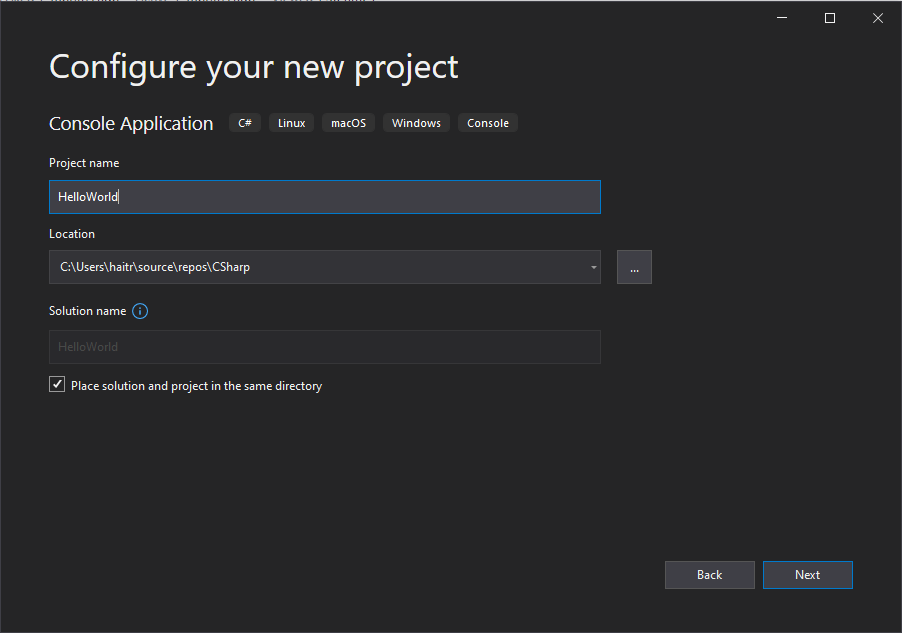 Configure your new project
Console Application C# Linux macOS Windows Console
Project name
HelloWorld
Location
C:\Users\haitr\source\repos\CSharp ...
Solution name
HelloWorld
Place solution and project in the same directory
Back Next